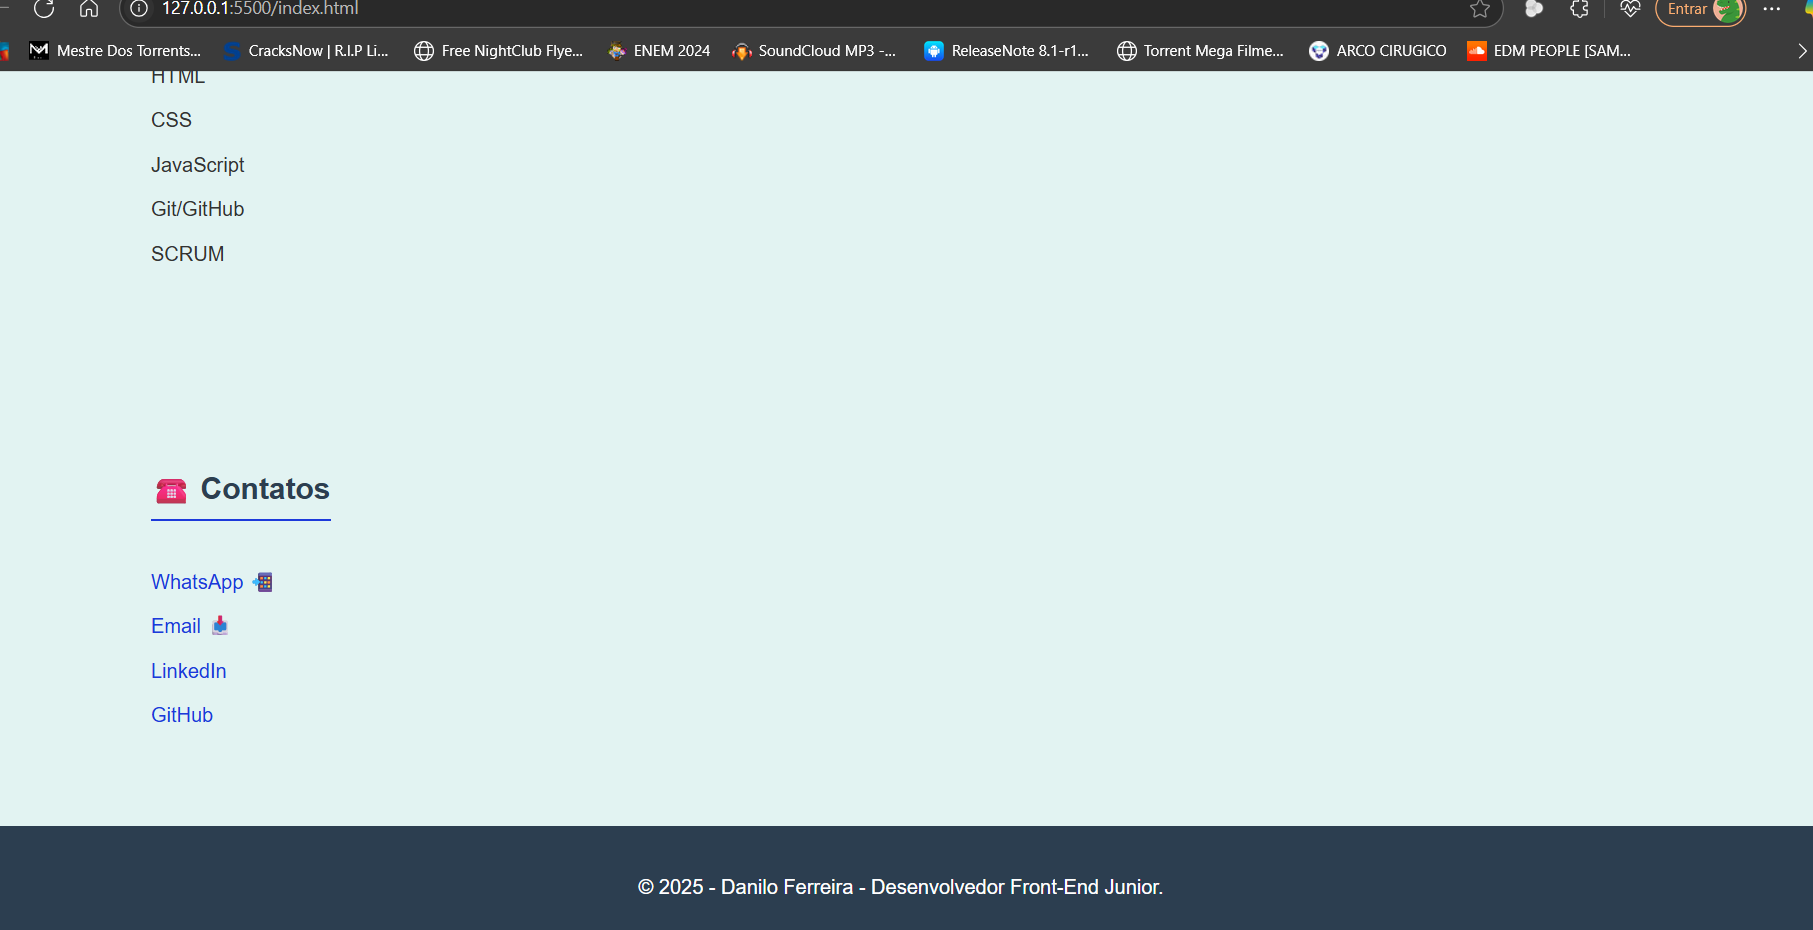 127.0.0.1:5500/index.html
Entrar
Mestre Dos Torrents...
CracksNow | R.I.P Li...
Free NightClub Flye...
ENEM 2024
SoundCloud MP3 -...
ReleaseNote 8.1-r1...
Torrent Mega Filme...
ARCO CIRUGICO
EDM PEOPLE [SAM...
HTML
CSS
JavaScript
Git/GitHub
SCRUM
Contatos
WhatsApp
Email
LinkedIn
GitHub
© 2025 - Danilo Ferreira - Desenvolvedor Front-End Junior.